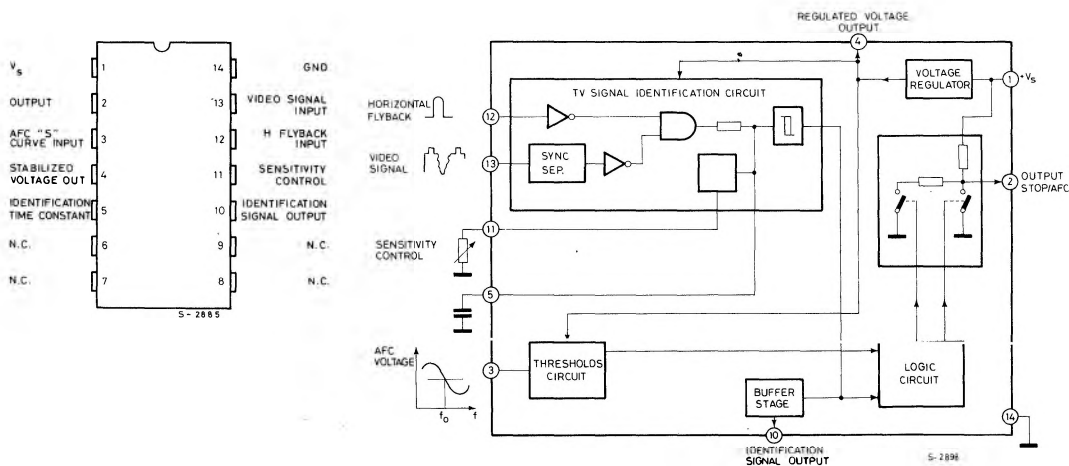 V_S
1
14
GND
OUTPUT
2
13
VIDEO SIGNAL
INPUT
AFC "S"
CURVE INPUT
3
12
H FLYBACK
INPUT
STABILIZED
VOLTAGE OUT
4
11
SENSITIVITY
CONTROL
IDENTIFICATION
TIME CONSTANT
5
10
IDENTIFICATION
SIGNAL OUTPUT
N.C.
6
9
N.C.
N.C.
7
8
N.C.
S-2885
REGULATED VOLTAGE
OUTPUT
4
VOLTAGE
REGULATOR
1
+V_S
TV SIGNAL IDENTIFICATION CIRCUIT
HORIZONTAL
FLYBACK
12
VIDEO
SIGNAL
13
SYNC
SEP.
2
OUTPUT
STOP/AFC
11
SENSITIVITY
CONTROL
5
AFC
VOLTAGE
f_o
f
3
THRESHOLDS
CIRCUIT
LOGIC
CIRCUIT
BUFFER
STAGE
14
10
IDENTIFICATION
SIGNAL OUTPUT
S-2898